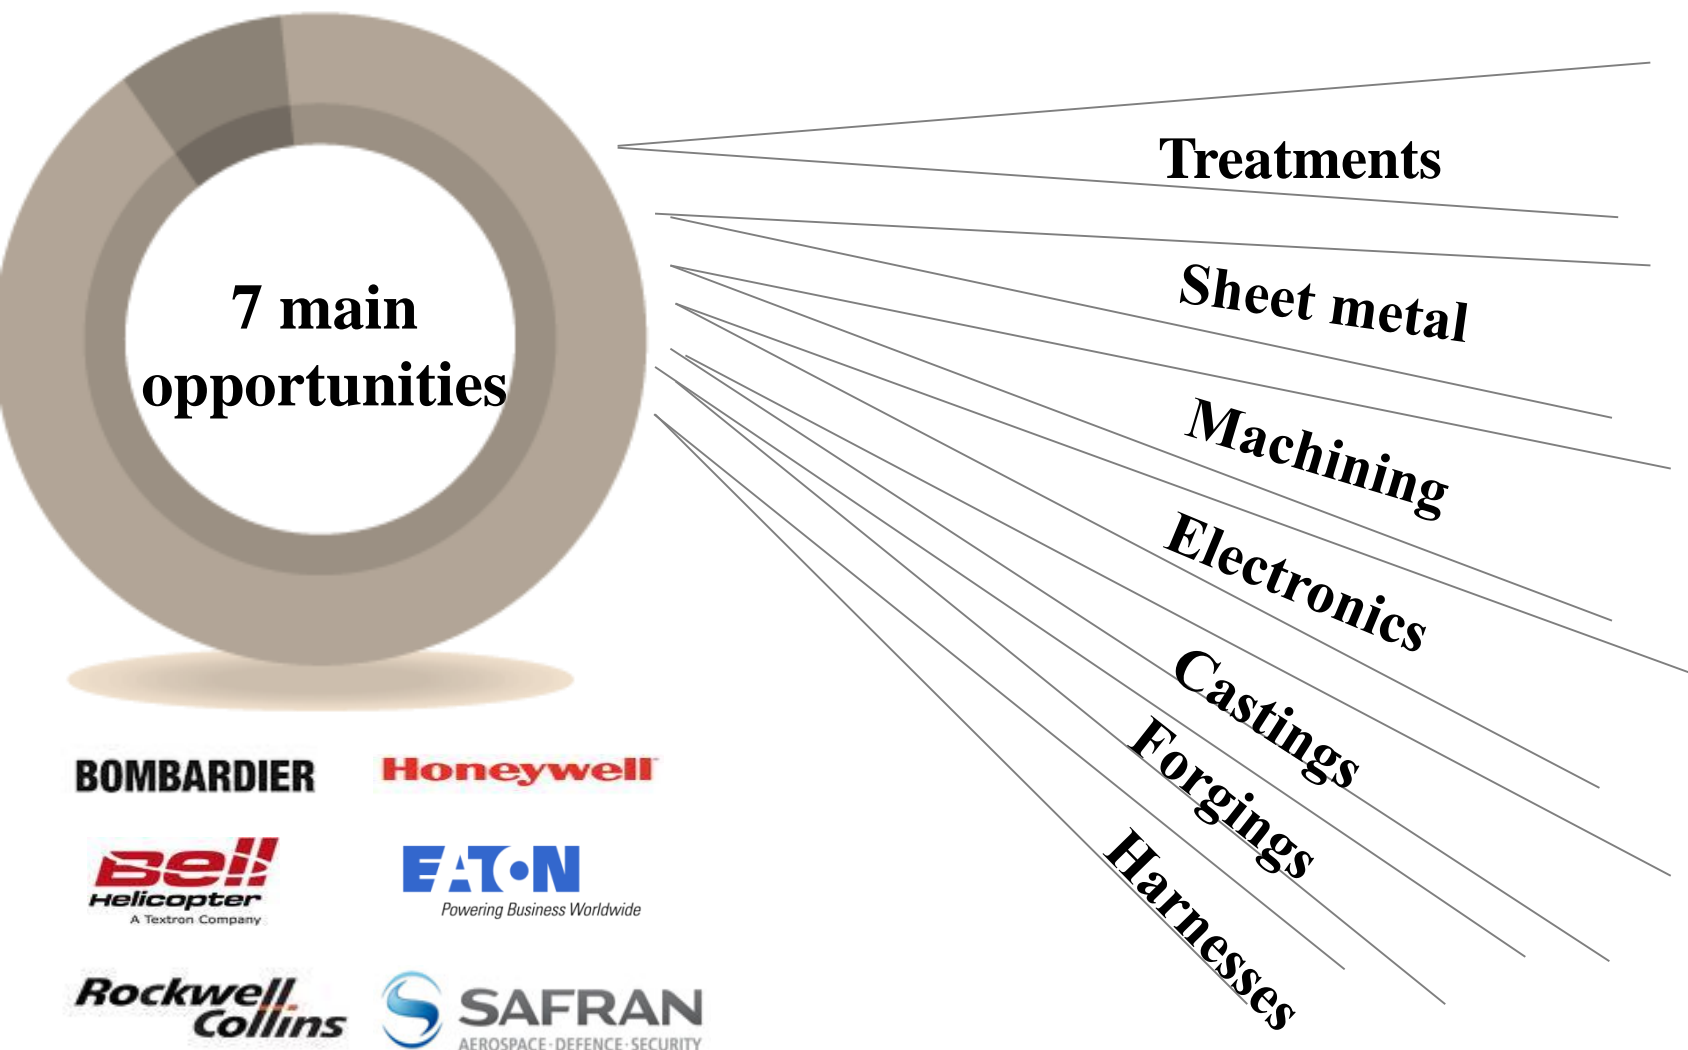 7 main
opportunities
Treatments
Sheet metal
Machining
Electronics
Castings
Forgings
Harnesses
BOMBARDIER
Honeywell
Bell
Helicopter
A Textron Company
EATON
Powering Business Worldwide
Rockwell
Collins
SAFRAN
AEROSPACE·DEFENCE·SECURITY